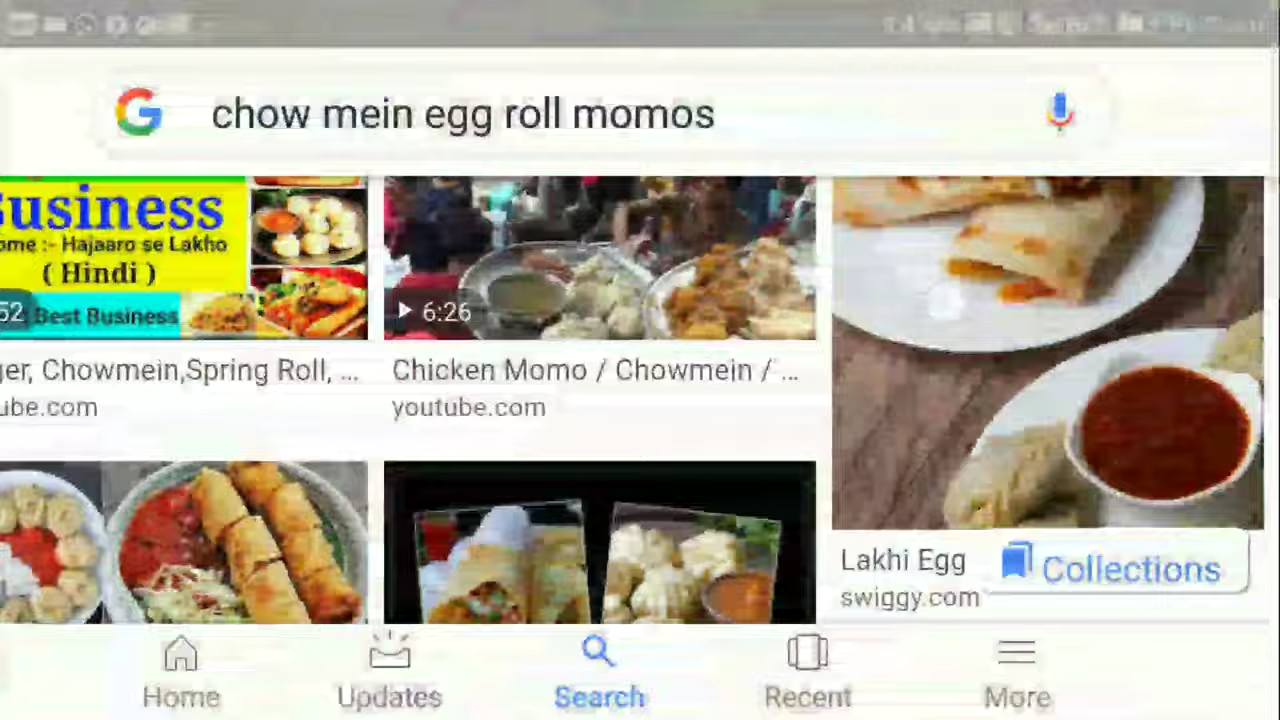 chow mein egg roll momos
Business
ome :- Hajaaro se Lakho
( Hindi )
52
Best Business
6:26
ger, Chowmein,Spring Roll, ...
ube.com
Chicken Momo / Chowmein / ...
youtube.com
Lakhi Egg
swiggy.com
Collections
Home
Updates
Search
Recent
More